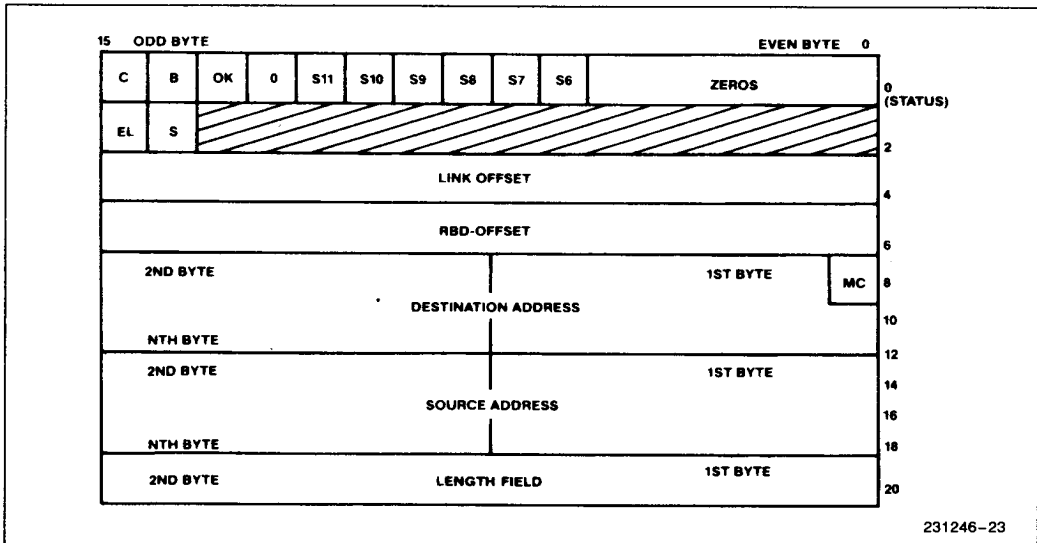 15 ODD BYTE EVEN BYTE 0
C B OK 0 S11 S10 S9 S8 S7 S6 ZEROS 0
(STATUS)
EL S 2
LINK OFFSET 4
RBD-OFFSET 6
2ND BYTE 1ST BYTE MC 8
DESTINATION ADDRESS 10
NTH BYTE 12
2ND BYTE 1ST BYTE 14
SOURCE ADDRESS 16
NTH BYTE 18
2ND BYTE LENGTH FIELD 1ST BYTE 20
231246-23